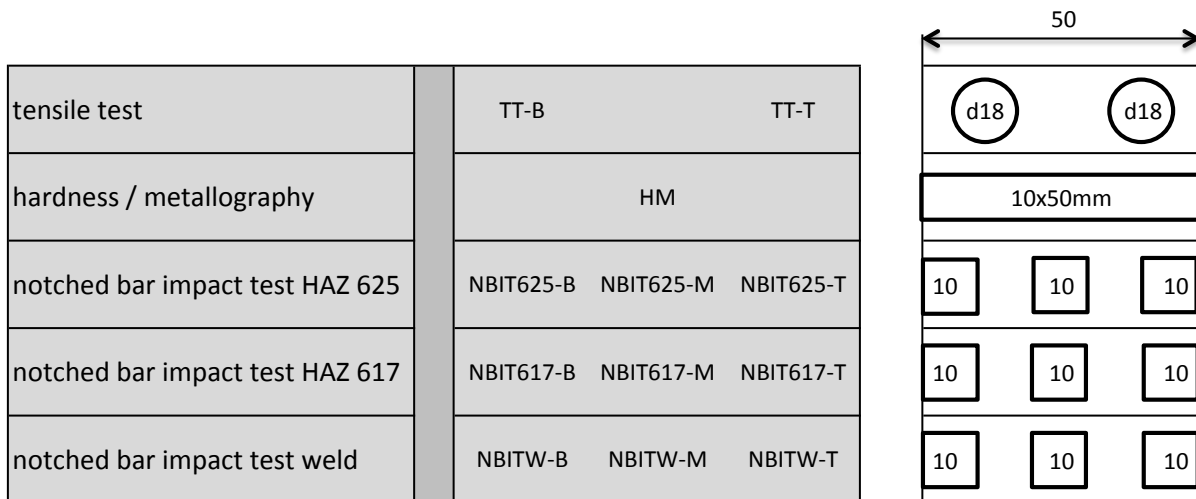 50
tensile test TT-B TT-T d18 d18
hardness / metallography HM 10x50mm
notched bar impact test HAZ 625 NBIT625-B NBIT625-M NBIT625-T 10 10 10
notched bar impact test HAZ 617 NBIT617-B NBIT617-M NBIT617-T 10 10 10
notched bar impact test weld NBITW-B NBITW-M NBITW-T 10 10 10